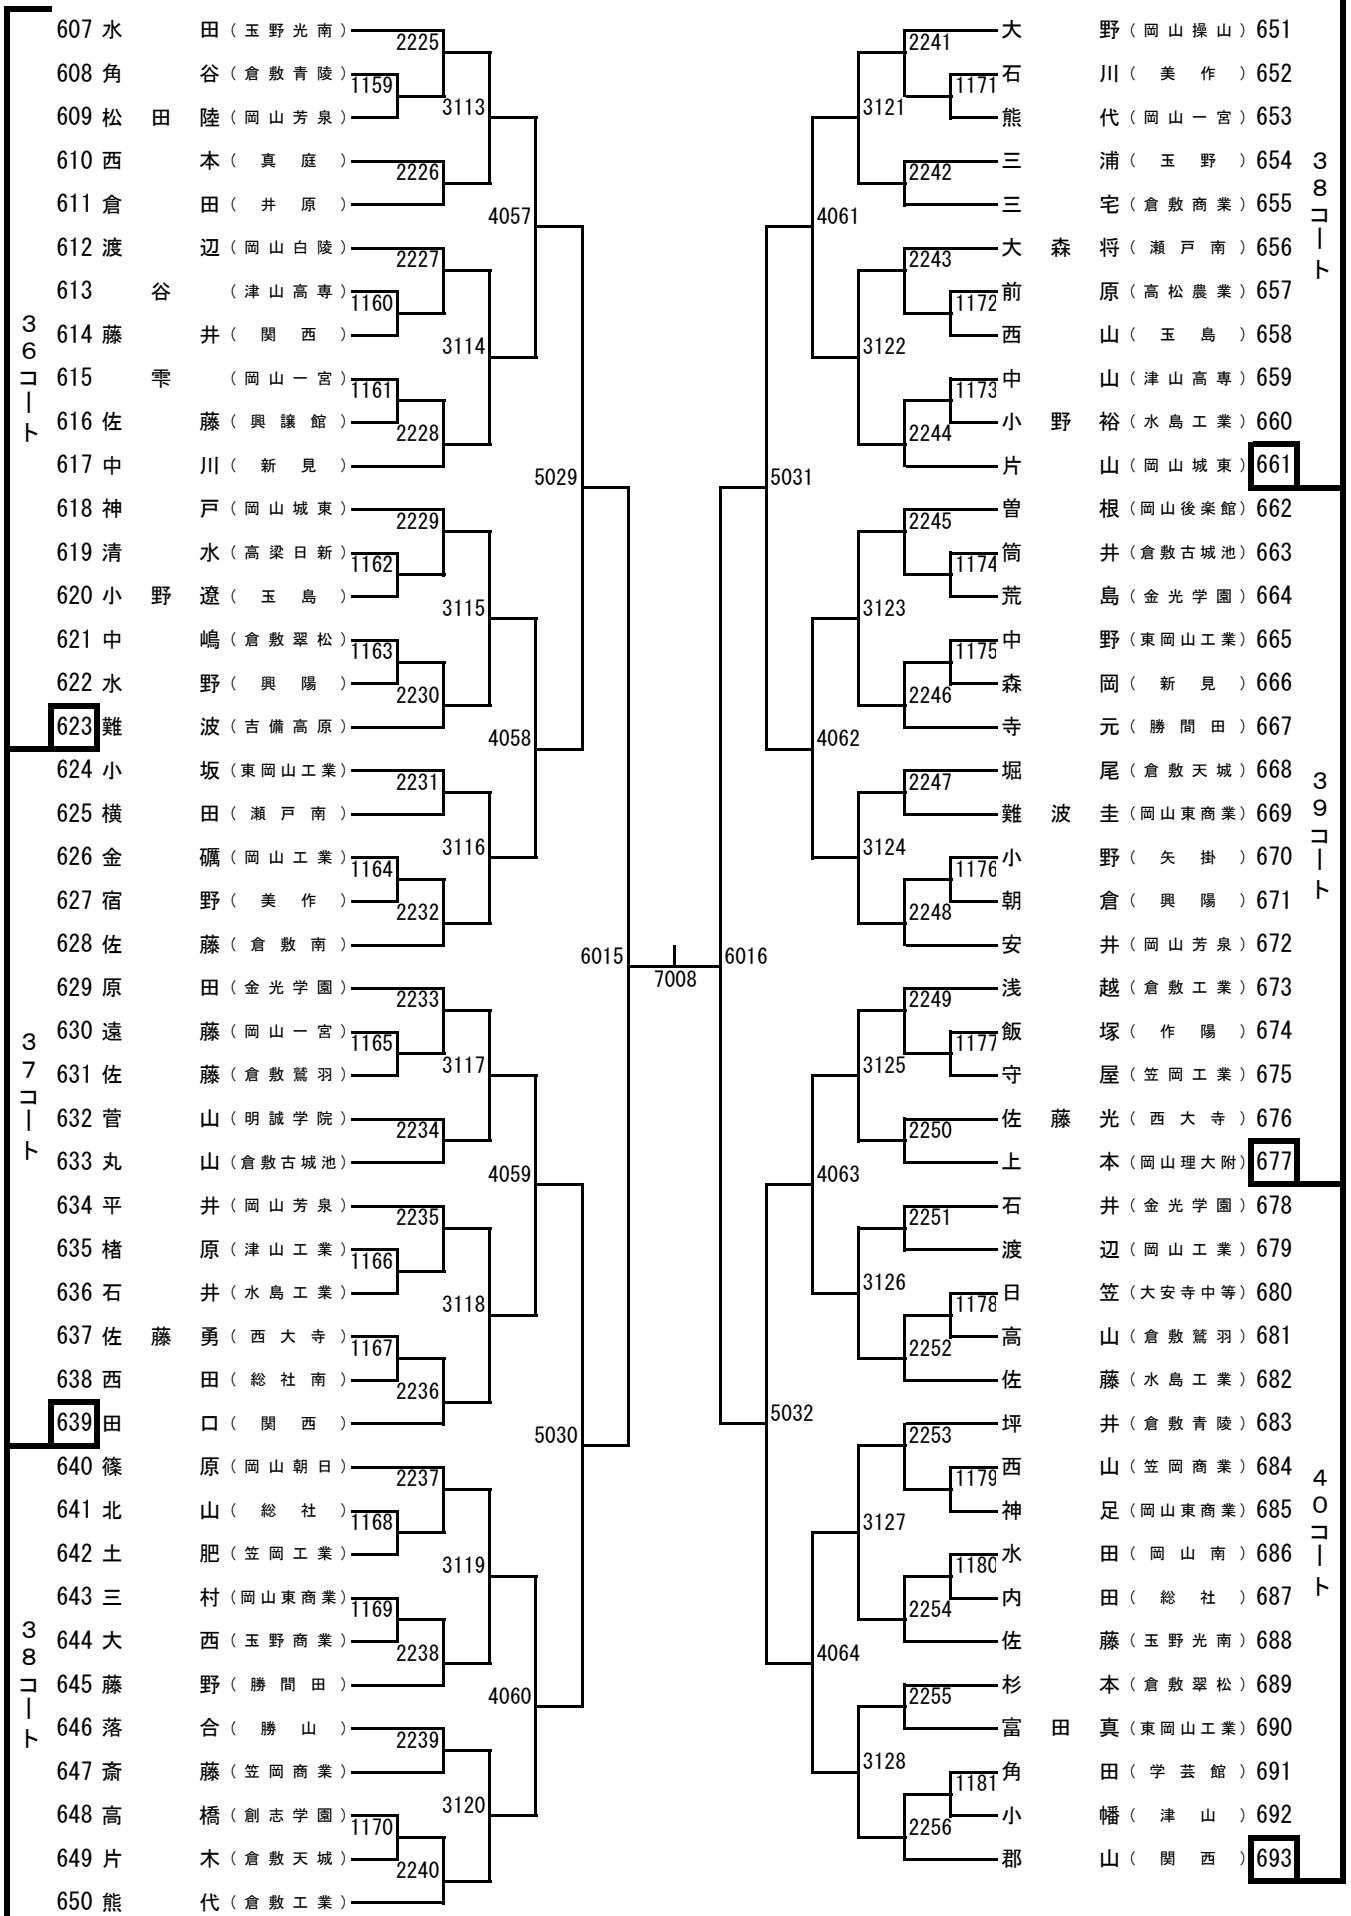 36コート
607 水田（玉野光南）
608 角谷（倉敷青陵）
609 松田陸（岡山芳泉）
610 西本（真庭）
611 倉田（井原）
612 渡辺（岡山白陵）
613 谷（津山高専）
614 藤井（関西）
615 雫（岡山一宮）
616 佐藤（興譲館）
617 中川（新見）
618 神戸（岡山城東）
619 清水（高梁日新）
620 小野遼（玉島）
621 中嶋（倉敷翠松）
622 水野（興陽）
623 難波（吉備高原）
37コート
624 小坂（東岡山工業）
625 横田（瀬戸南）
626 金礪（岡山工業）
627 宿野（美作）
628 佐藤（倉敷南）
629 原田（金光学園）
630 遠藤（岡山一宮）
631 佐藤（倉敷鷲羽）
632 菅山（明誠学院）
633 丸山（倉敷古城池）
634 平井（岡山芳泉）
635 楮原（津山工業）
636 石井（水島工業）
637 佐藤勇（西大寺）
638 西田（総社南）
639 田口（関西）
38コート
640 篠原（岡山朝日）
641 北山（総社）
642 土肥（笠岡工業）
643 三村（岡山東商業）
644 大西（玉野商業）
645 藤野（勝間田）
646 落合（勝山）
647 斎藤（笠岡商業）
648 高橋（創志学園）
649 片木（倉敷天城）
650 熊代（倉敷工業）
1159
1160
1161
1162
1163
1164
1165
1166
1167
1168
1169
1170
2225
2226
2227
2228
2229
2230
2231
2232
2233
2234
2235
2236
2237
2238
2239
2240
3113
3114
3115
3116
3117
3118
3119
3120
4057
4058
4059
4060
5029
5030
6015
7008
6016
5031
5032
4061
4062
4063
4064
3121
3122
3123
3124
3125
3126
3127
3128
2241
2242
2243
2244
2245
2246
2247
2248
2249
2250
2251
2252
2253
2254
2255
2256
1171
1172
1173
1174
1175
1176
1177
1178
1179
1180
1181
大野（岡山操山）651
石川（美作）652
熊代（岡山一宮）653
三浦（玉野）654
三宅（倉敷商業）655
大森将（瀬戸南）656
前原（高松農業）657
西山（玉島）658
中山（津山高専）659
小野裕（水島工業）660
片山（岡山城東）661
38コート
曽根（岡山後楽館）662
筒井（倉敷古城池）663
荒島（金光学園）664
中野（東岡山工業）665
森岡（新見）666
寺元（勝間田）667
堀尾（倉敷天城）668
難波圭（岡山東商業）669
小野（矢掛）670
朝倉（興陽）671
安井（岡山芳泉）672
浅越（倉敷工業）673
飯塚（作陽）674
守屋（笠岡工業）675
佐藤光（西大寺）676
上本（岡山理大附）677
39コート
石井（金光学園）678
渡辺（岡山工業）679
日笠（大安寺中等）680
高山（倉敷鷲羽）681
佐藤（水島工業）682
坪井（倉敷青陵）683
西山（笠岡商業）684
神足（岡山東商業）685
水田（岡山南）686
内田（総社）687
佐藤（玉野光南）688
杉本（倉敷翠松）689
富田真（東岡山工業）690
角田（学芸館）691
小幡（津山）692
郡山（関西）693
40コート